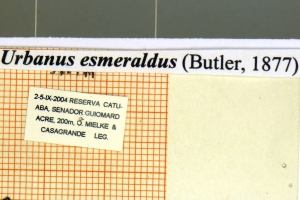 Urbanus esmeraldus (Butler, 1877)
2-5-IX-2004 RESERVA CATU-
ABA, SENADOR GUIOMARD
ACRE, 200m, O. MIELKE &
CASAGRANDE LEG.